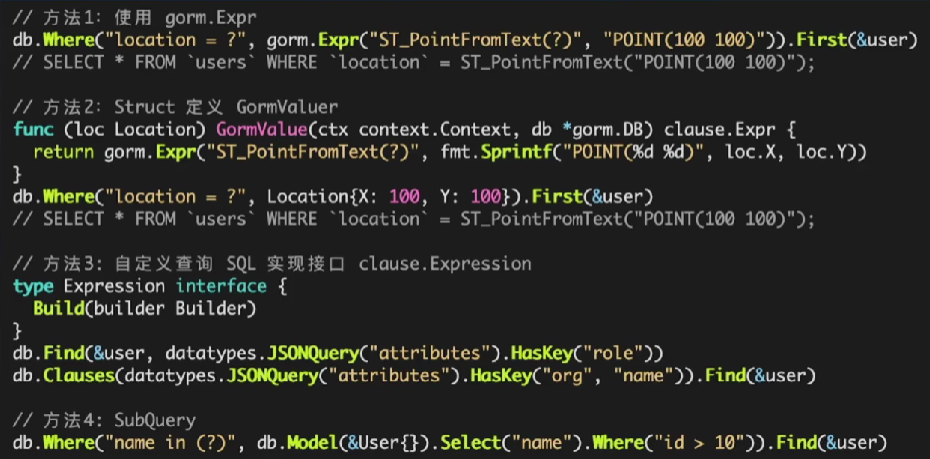 // 方法1: 使用 gorm.Expr
db.Where("location = ?", gorm.Expr("ST_PointFromText(?)", "POINT(100 100)")).First(&user)
// SELECT * FROM `users` WHERE `location` = ST_PointFromText("POINT(100 100)");

// 方法2: Struct 定义 GormValuer
func (loc Location) GormValue(ctx context.Context, db *gorm.DB) clause.Expr {
  return gorm.Expr("ST_PointFromText(?)", fmt.Sprintf("POINT(%d %d)", loc.X, loc.Y))
}
db.Where("location = ?", Location{X: 100, Y: 100}).First(&user)
// SELECT * FROM `users` WHERE `location` = ST_PointFromText("POINT(100 100)");

// 方法3: 自定义查询 SQL 实现接口 clause.Expression
type Expression interface {
  Build(builder Builder)
}
db.Find(&user, datatypes.JSONQuery("attributes").HasKey("role"))
db.Clauses(datatypes.JSONQuery("attributes").HasKey("org", "name")).Find(&user)

// 方法4: SubQuery
db.Where("name in (?)", db.Model(&User{}).Select("name").Where("id > 10")).Find(&user)